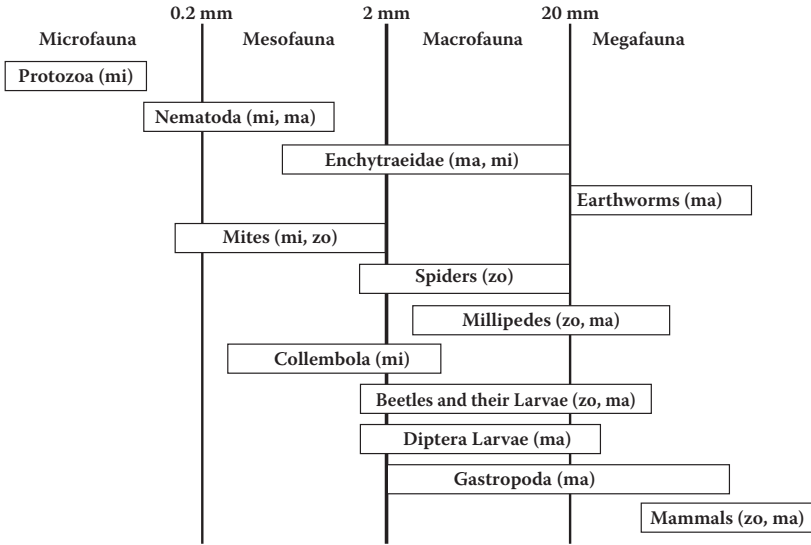 0.2 mm 2 mm 20 mm
Microfauna Mesofauna Macrofauna Megafauna
Protozoa (mi)
Nematoda (mi, ma)
Enchytraeidae (ma, mi)
Earthworms (ma)
Mites (mi, zo)
Spiders (zo)
Millipedes (zo, ma)
Collembola (mi)
Beetles and their Larvae (zo, ma)
Diptera Larvae (ma)
Gastropoda (ma)
Mammals (zo, ma)